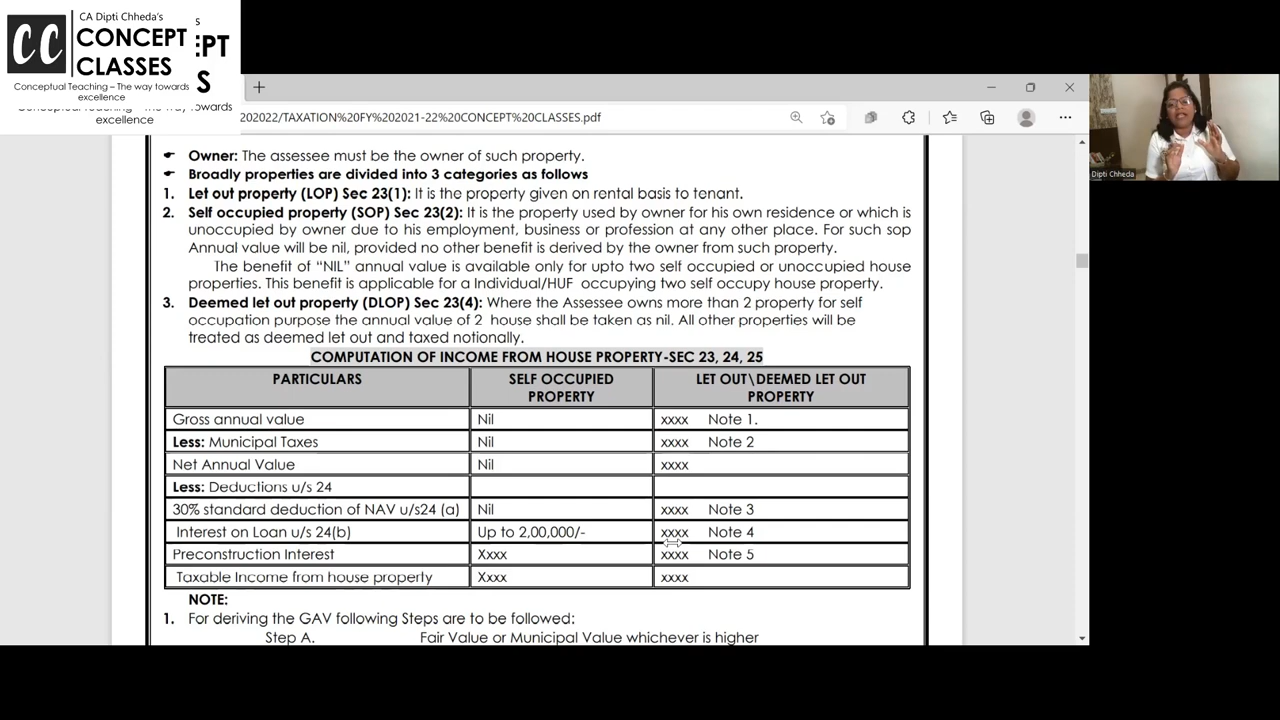 CA Dipti Chheda's
CONCEPT
CLASSES
Conceptual Teaching – The way towards
excellence
s
EPT
S
Conceptual Teaching – The way towards
excellence
202022/TAXATION%20FY%202021-22%20CONCEPT%20CLASSES.pdf
Dipti Chheda
Owner: The assessee must be the owner of such property.
Broadly properties are divided into 3 categories as follows
1. Let out property (LOP) Sec 23(1): It is the property given on rental basis to tenant.
2. Self occupied property (SOP) Sec 23(2): It is the property used by owner for his own residence or which is
unoccupied by owner due to his employment, business or profession at any other place. For such sop
Annual value will be nil, provided no other benefit is derived by the owner from such property.
The benefit of “NIL” annual value is available only for upto two self occupied or unoccupied house
properties. This benefit is applicable for a Individual/HUF occupying two self occupy house property.
3. Deemed let out property (DLOP) Sec 23(4): Where the Assessee owns more than 2 property for self
occupation purpose the annual value of 2 house shall be taken as nil. All other properties will be
treated as deemed let out and taxed notionally.
COMPUTATION OF INCOME FROM HOUSE PROPERTY-SEC 23, 24, 25
PARTICULARS SELF OCCUPIED PROPERTY LET OUT\DEEMED LET OUT PROPERTY
Gross annual value Nil xxxx Note 1.
Less: Municipal Taxes Nil xxxx Note 2
Net Annual Value Nil xxxx
Less: Deductions u/s 24
30% standard deduction of NAV u/s24 (a) Nil xxxx Note 3
Interest on Loan u/s 24(b) Up to 2,00,000/- xxxx Note 4
Preconstruction Interest Xxxx xxxx Note 5
Taxable Income from house property Xxxx xxxx
NOTE:
1. For deriving the GAV following Steps are to be followed:
Step A. Fair Value or Municipal Value whichever is higher